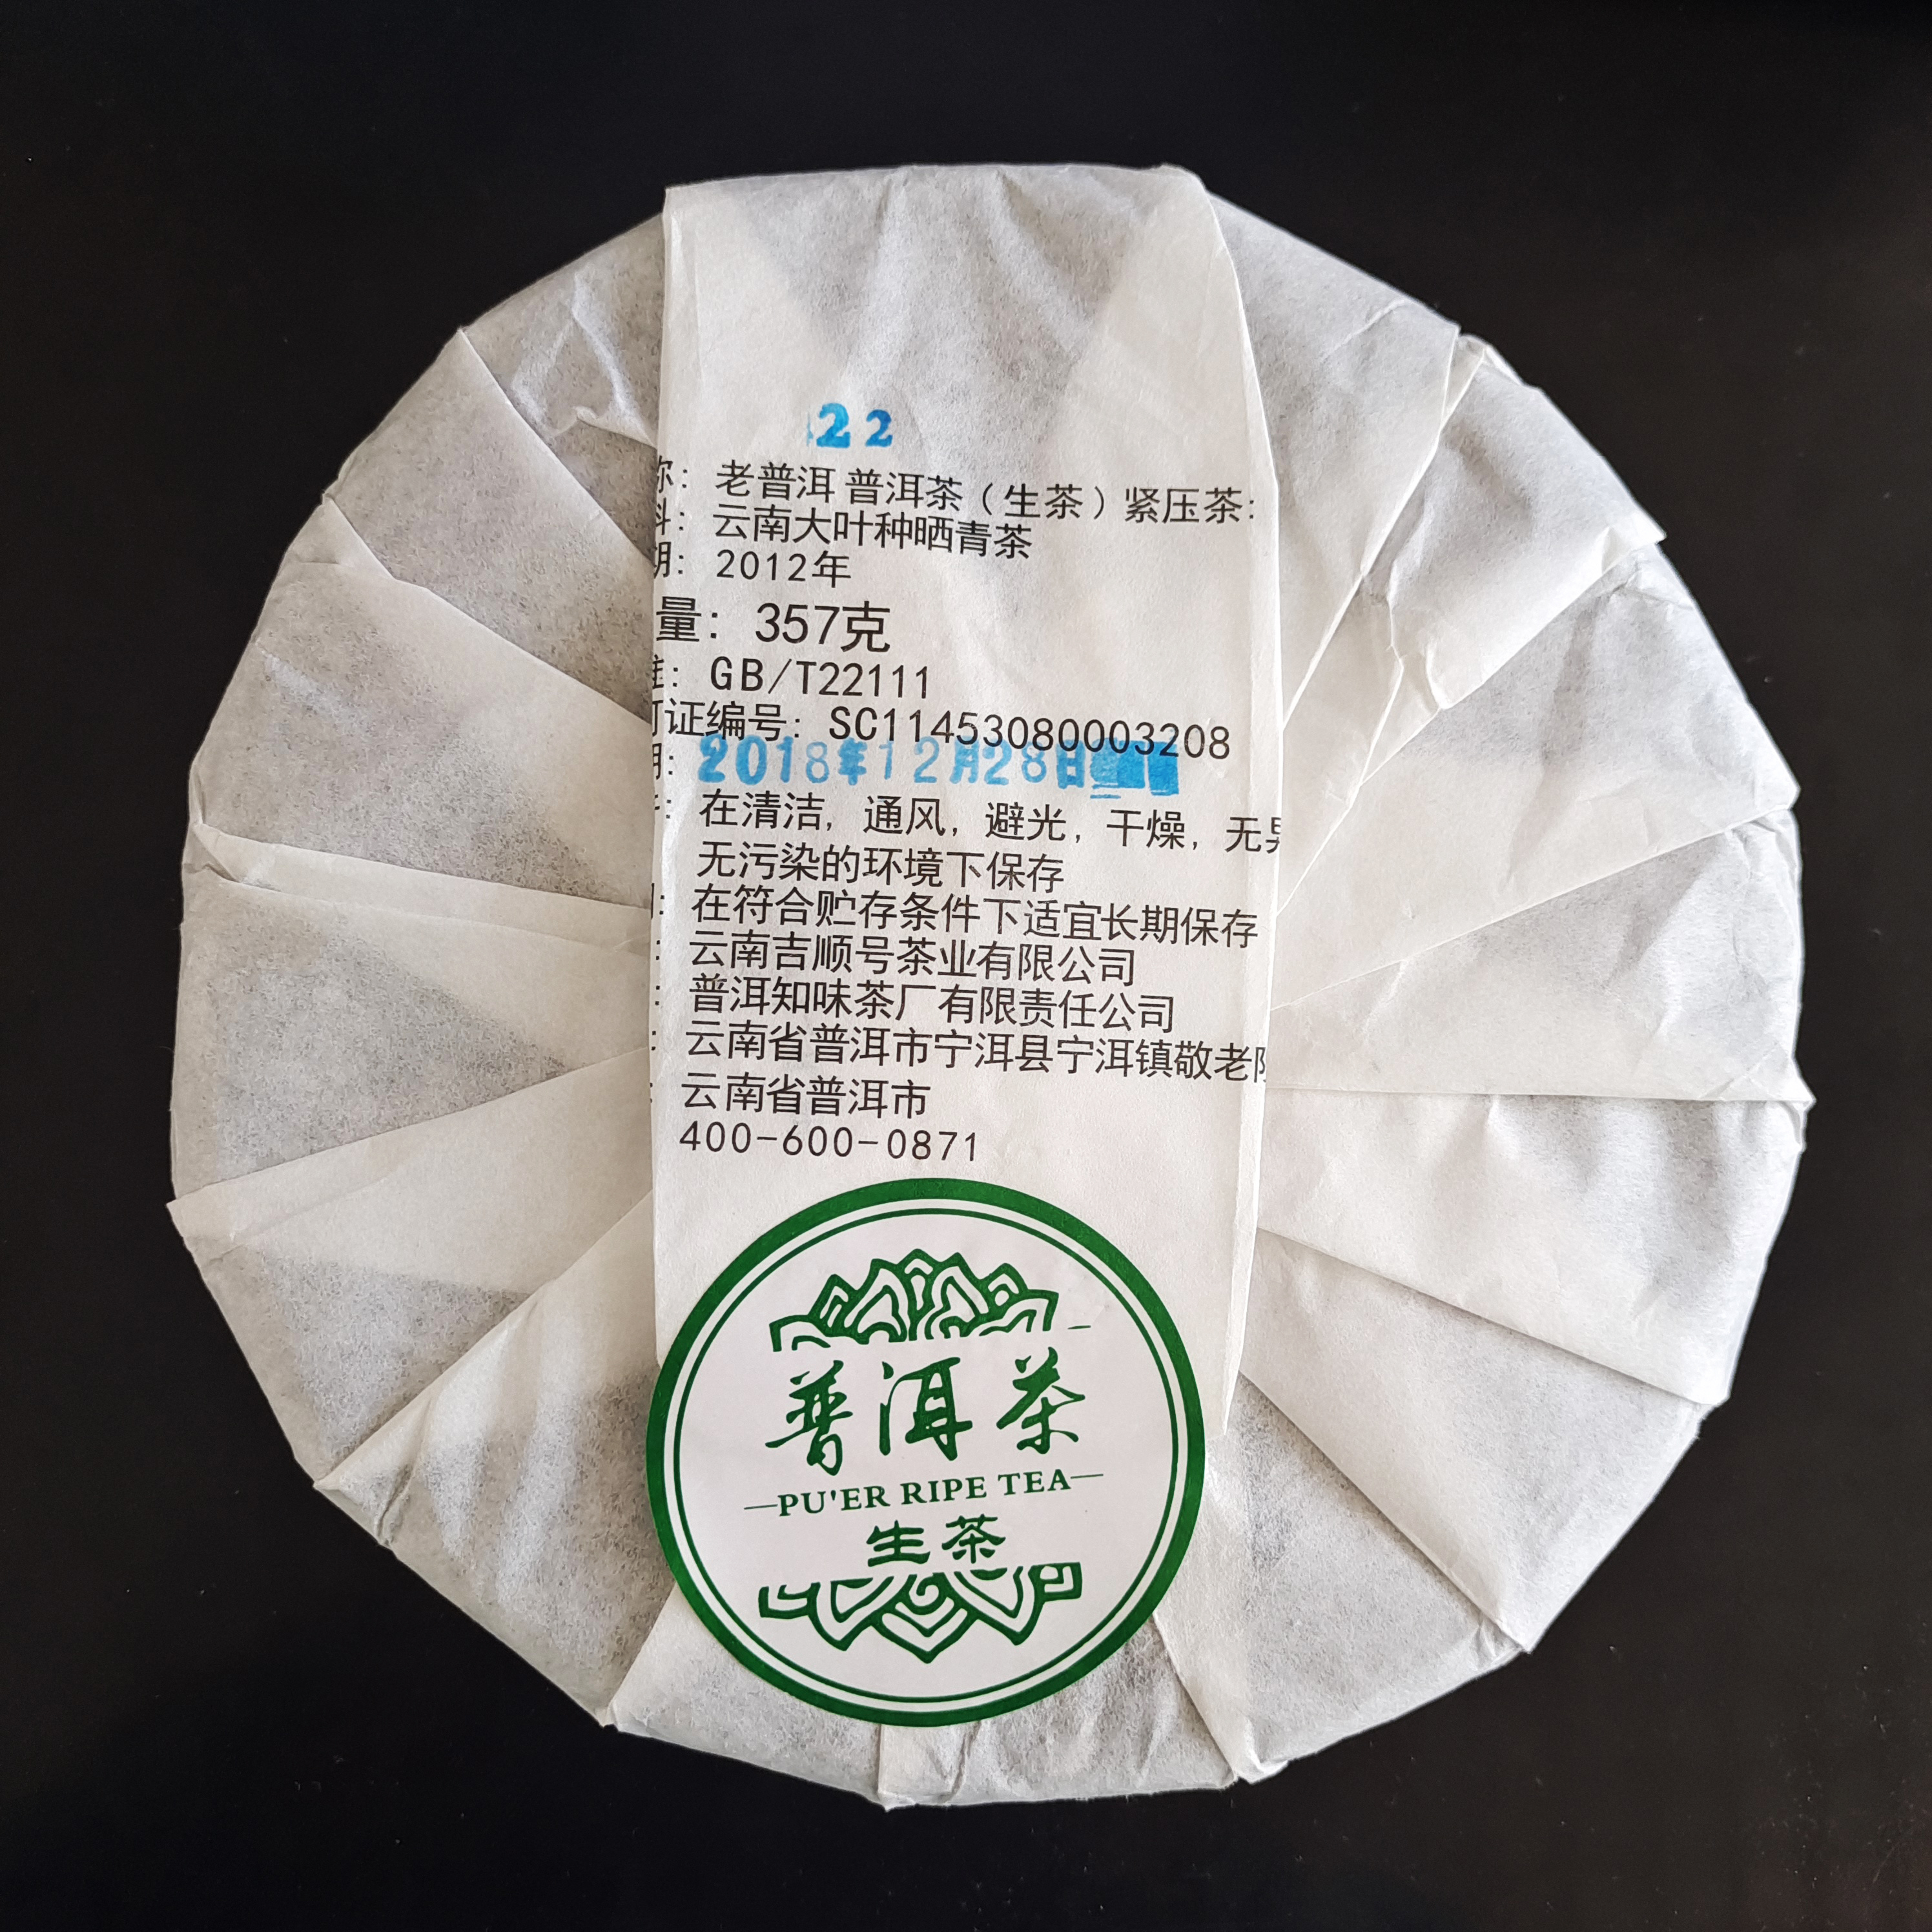 22
称: 老普洱 普洱茶（生茶）紧压茶
料: 云南大叶种晒青茶
期: 2012年
量: 357克
准: GB/T22111
可证编号: SC11453080003208
期: 2018年12月28日
: 在清洁, 通风, 避光, 干燥, 无异
无污染的环境下保存
: 在符合贮存条件下适宜长期保存
: 云南吉顺号茶业有限公司
: 普洱知味茶厂有限责任公司
: 云南省普洱市宁洱县宁洱镇敬老院
: 云南省普洱市
400-600-0871
普洱茶
—PU'ER RIPE TEA—
生茶